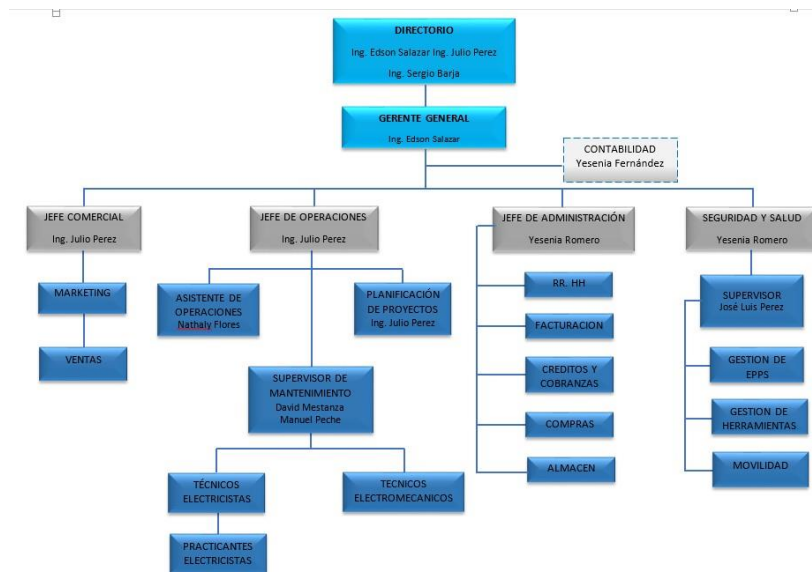 DIRECTORIO
Ing. Edson Salazar Ing. Julio Perez
Ing. Sergio Barja
GERENTE GENERAL
Ing. Edson Salazar
CONTABILIDAD
Yesenia Fernández
JEFE COMERCIAL
Ing. Julio Perez
JEFE DE OPERACIONES
Ing. Julio Perez
JEFE DE ADMINISTRACIÓN
Yesenia Romero
SEGURIDAD Y SALUD
Yesenia Romero
MARKETING
VENTAS
ASISTENTE DE
OPERACIONES
Nathaly Flores
PLANIFICACIÓN
DE PROYECTOS
Ing. Julio Perez
SUPERVISOR DE
MANTENIMIENTO
David Mestanza
Manuel Peche
TÉCNICOS
ELECTRICISTAS
PRACTICANTES
ELECTRICISTAS
TECNICOS
ELECTROMECANICOS
RR. HH
FACTURACION
CREDITOS Y
COBRANZAS
COMPRAS
ALMACEN
SUPERVISOR
José Luis Perez
GESTION DE
EPPS
GESTION DE
HERRAMIENTAS
MOVILIDAD